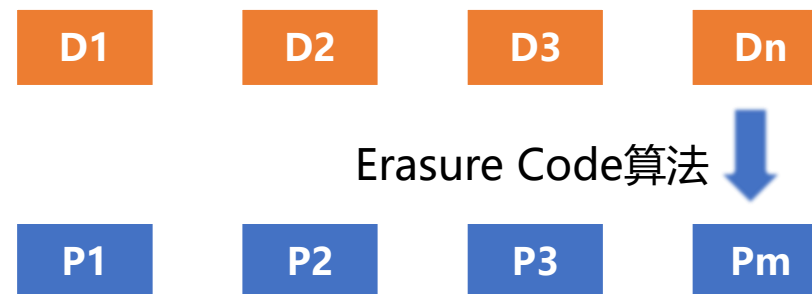 D1 D2 D3 Dn
Erasure Code算法
P1 P2 P3 Pm